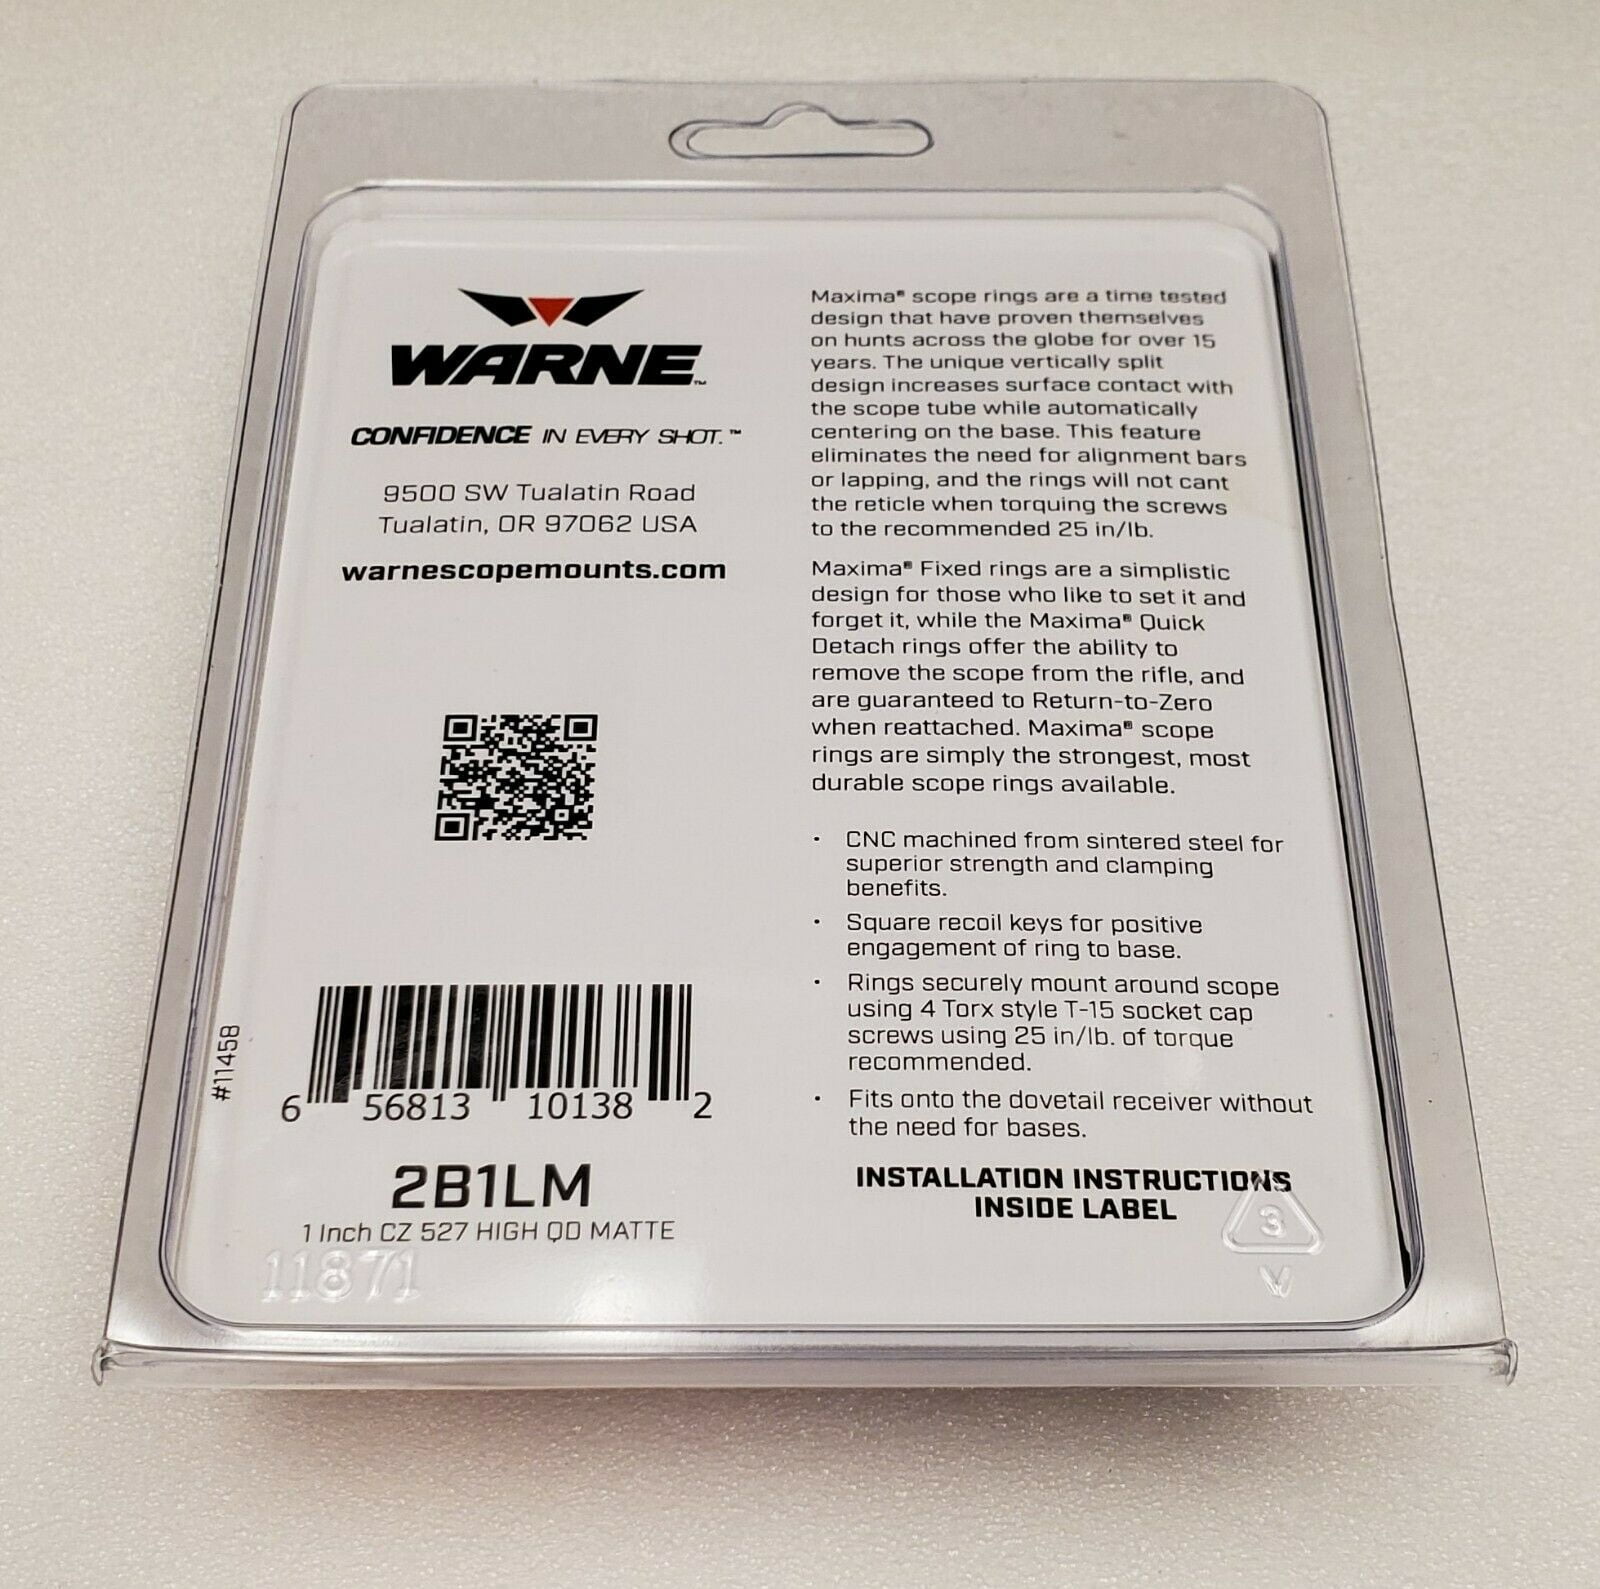 WARNE™
CONFIDENCE IN EVERY SHOT.™
9500 SW Tualatin Road
Tualatin, OR 97062 USA
warnescopemounts.com
#1145B
6 56813 10138 2
2B1LM
1 Inch CZ 527 HIGH QD MATTE
11871
Maxima® scope rings are a time tested
design that have proven themselves
on hunts across the globe for over 15
years. The unique vertically split
design increases surface contact with
the scope tube while automatically
centering on the base. This feature
eliminates the need for alignment bars
or lapping, and the rings will not cant
the reticle when torquing the screws
to the recommended 25 in/lb.
Maxima® Fixed rings are a simplistic
design for those who like to set it and
forget it, while the Maxima® Quick
Detach rings offer the ability to
remove the scope from the rifle, and
are guaranteed to Return-to-Zero
when reattached. Maxima® scope
rings are simply the strongest, most
durable scope rings available.
• CNC machined from sintered steel for
superior strength and clamping
benefits.
• Square recoil keys for positive
engagement of ring to base.
• Rings securely mount around scope
using 4 Torx style T-15 socket cap
screws using 25 in/lb. of torque
recommended.
• Fits onto the dovetail receiver without
the need for bases.
INSTALLATION INSTRUCTIONS
INSIDE LABEL
3
V